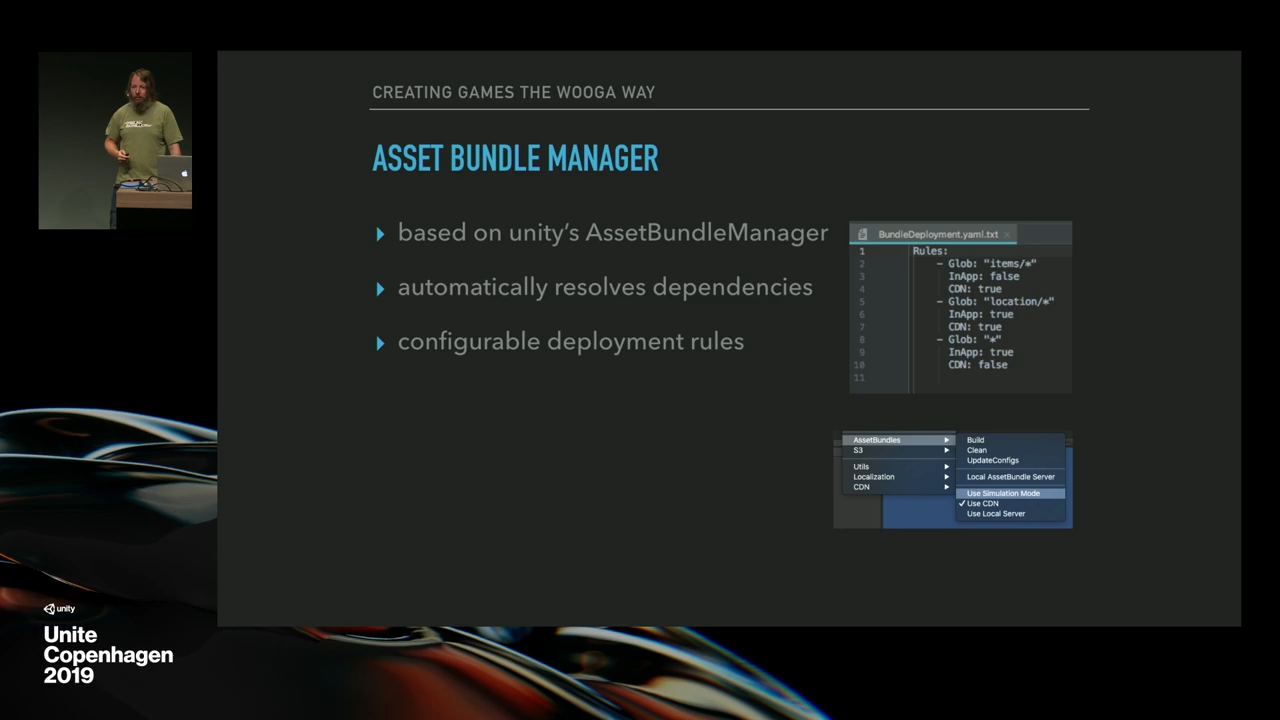 CREATING GAMES THE WOOGA WAY
ASSET BUNDLE MANAGER
based on unity's AssetBundleManager
automatically resolves dependencies
configurable deployment rules
BundleDeployment.yaml.txt
1 Rules:
2 - Glob: "items/*"
3 InApp: false
4 CDN: true
5 - Glob: "location/*"
6 InApp: true
7 CDN: true
8 - Glob: "*"
9 InApp: true
10 CDN: false
11
AssetBundles
S3
Utils
Localization
CDN
Build
Clean
UpdateConfigs
Local AssetBundle Server
Use Simulation Mode
Use CDN
Use Local Server
unity
Unite
Copenhagen
2019